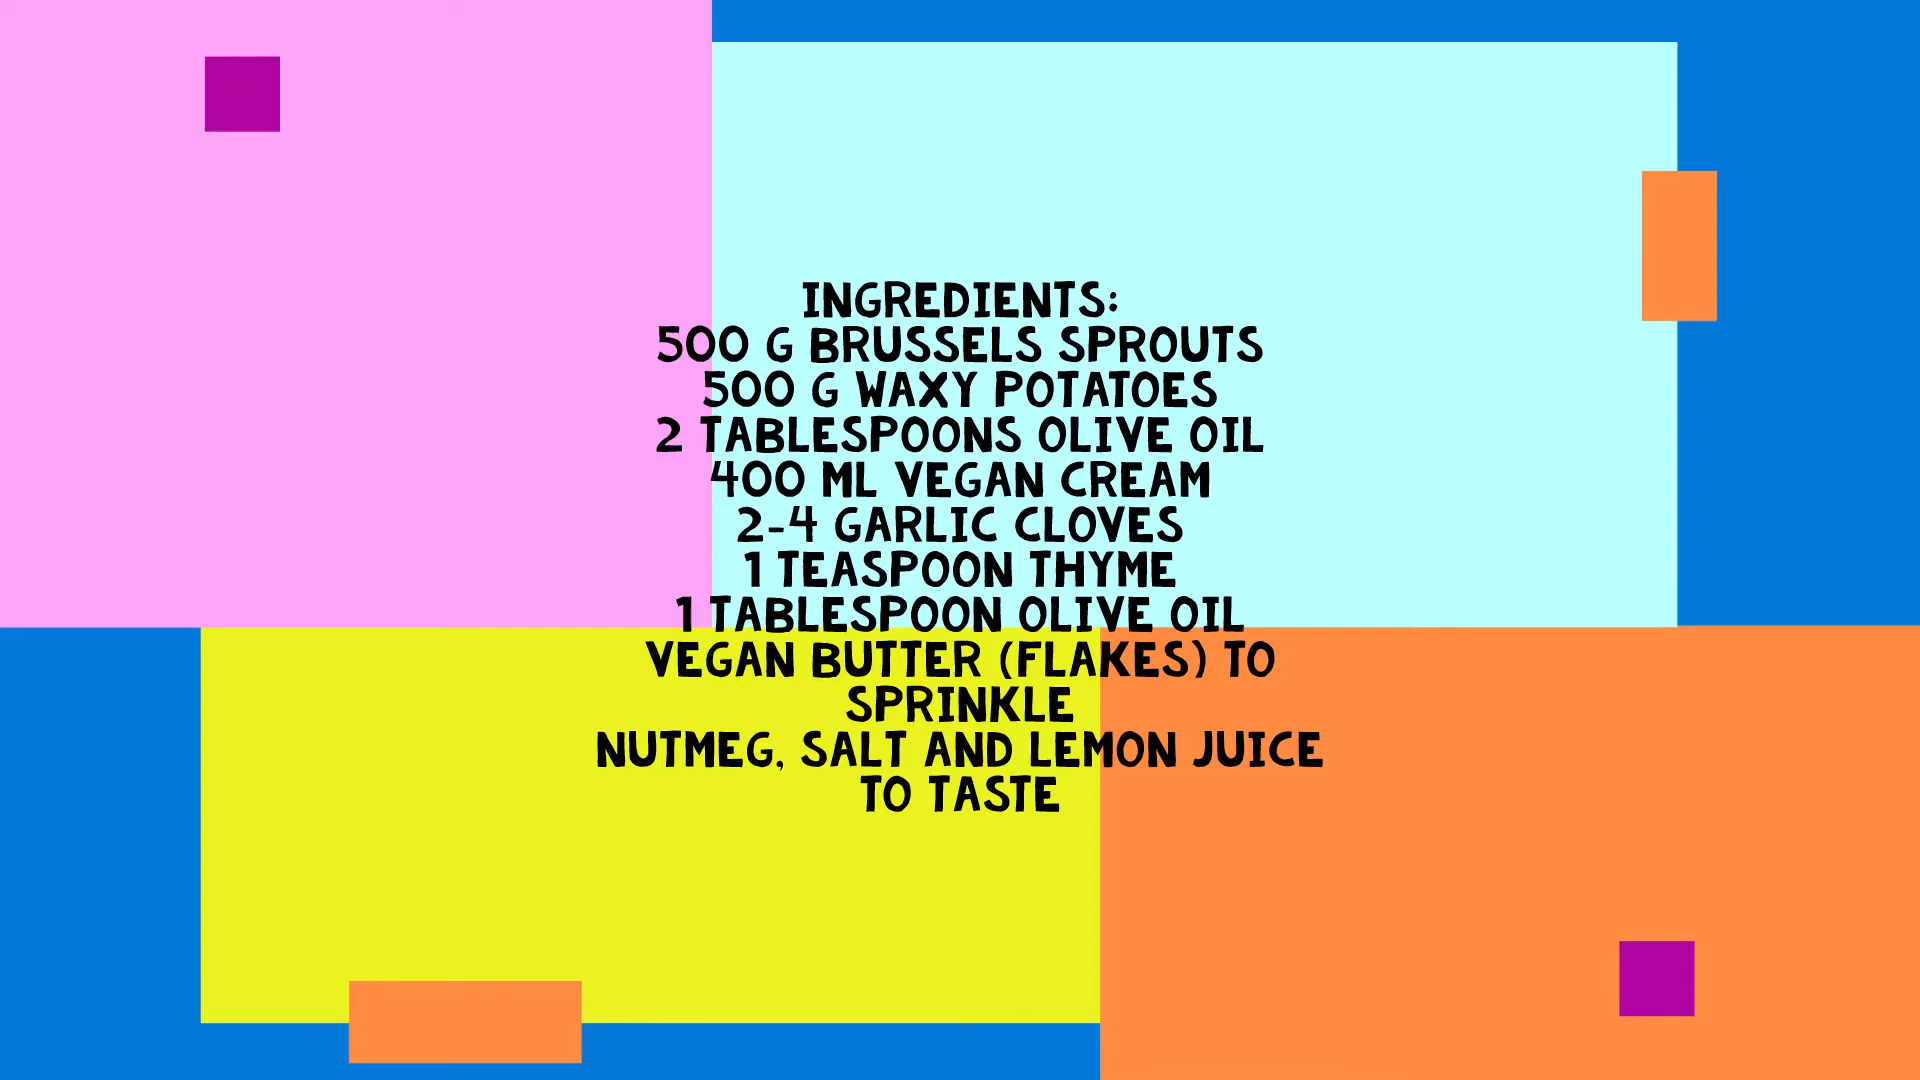 INGREDIENTS:
500 G BRUSSELS SPROUTS
500 G WAXY POTATOES
2 TABLESPOONS OLIVE OIL
400 ML VEGAN CREAM
2-4 GARLIC CLOVES
1 TEASPOON THYME
1 TABLESPOON OLIVE OIL
VEGAN BUTTER (FLAKES) TO
SPRINKLE
NUTMEG, SALT AND LEMON JUICE
TO TASTE